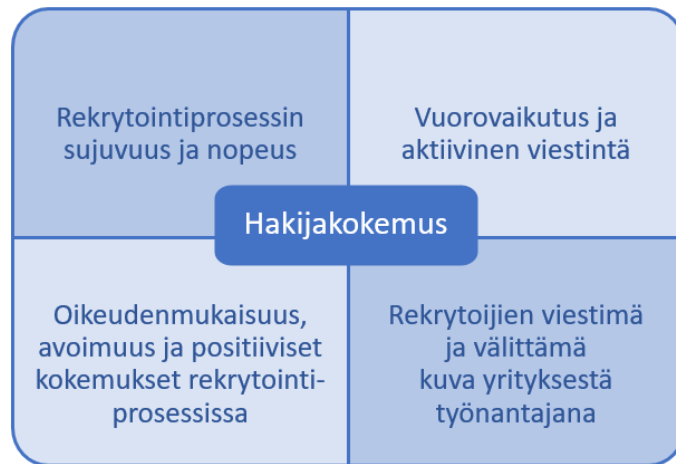 Rekrytointiprosessin
sujuvuus ja nopeus
Vuorovaikutus ja
aktiivinen viestintä
Hakijakokemus
Oikeudenmukaisuus,
avoimuus ja positiiviset
kokemukset rekrytointi-
prosessissa
Rekrytoijien viestimä
ja välittämä
kuva yrityksestä
työnantajana